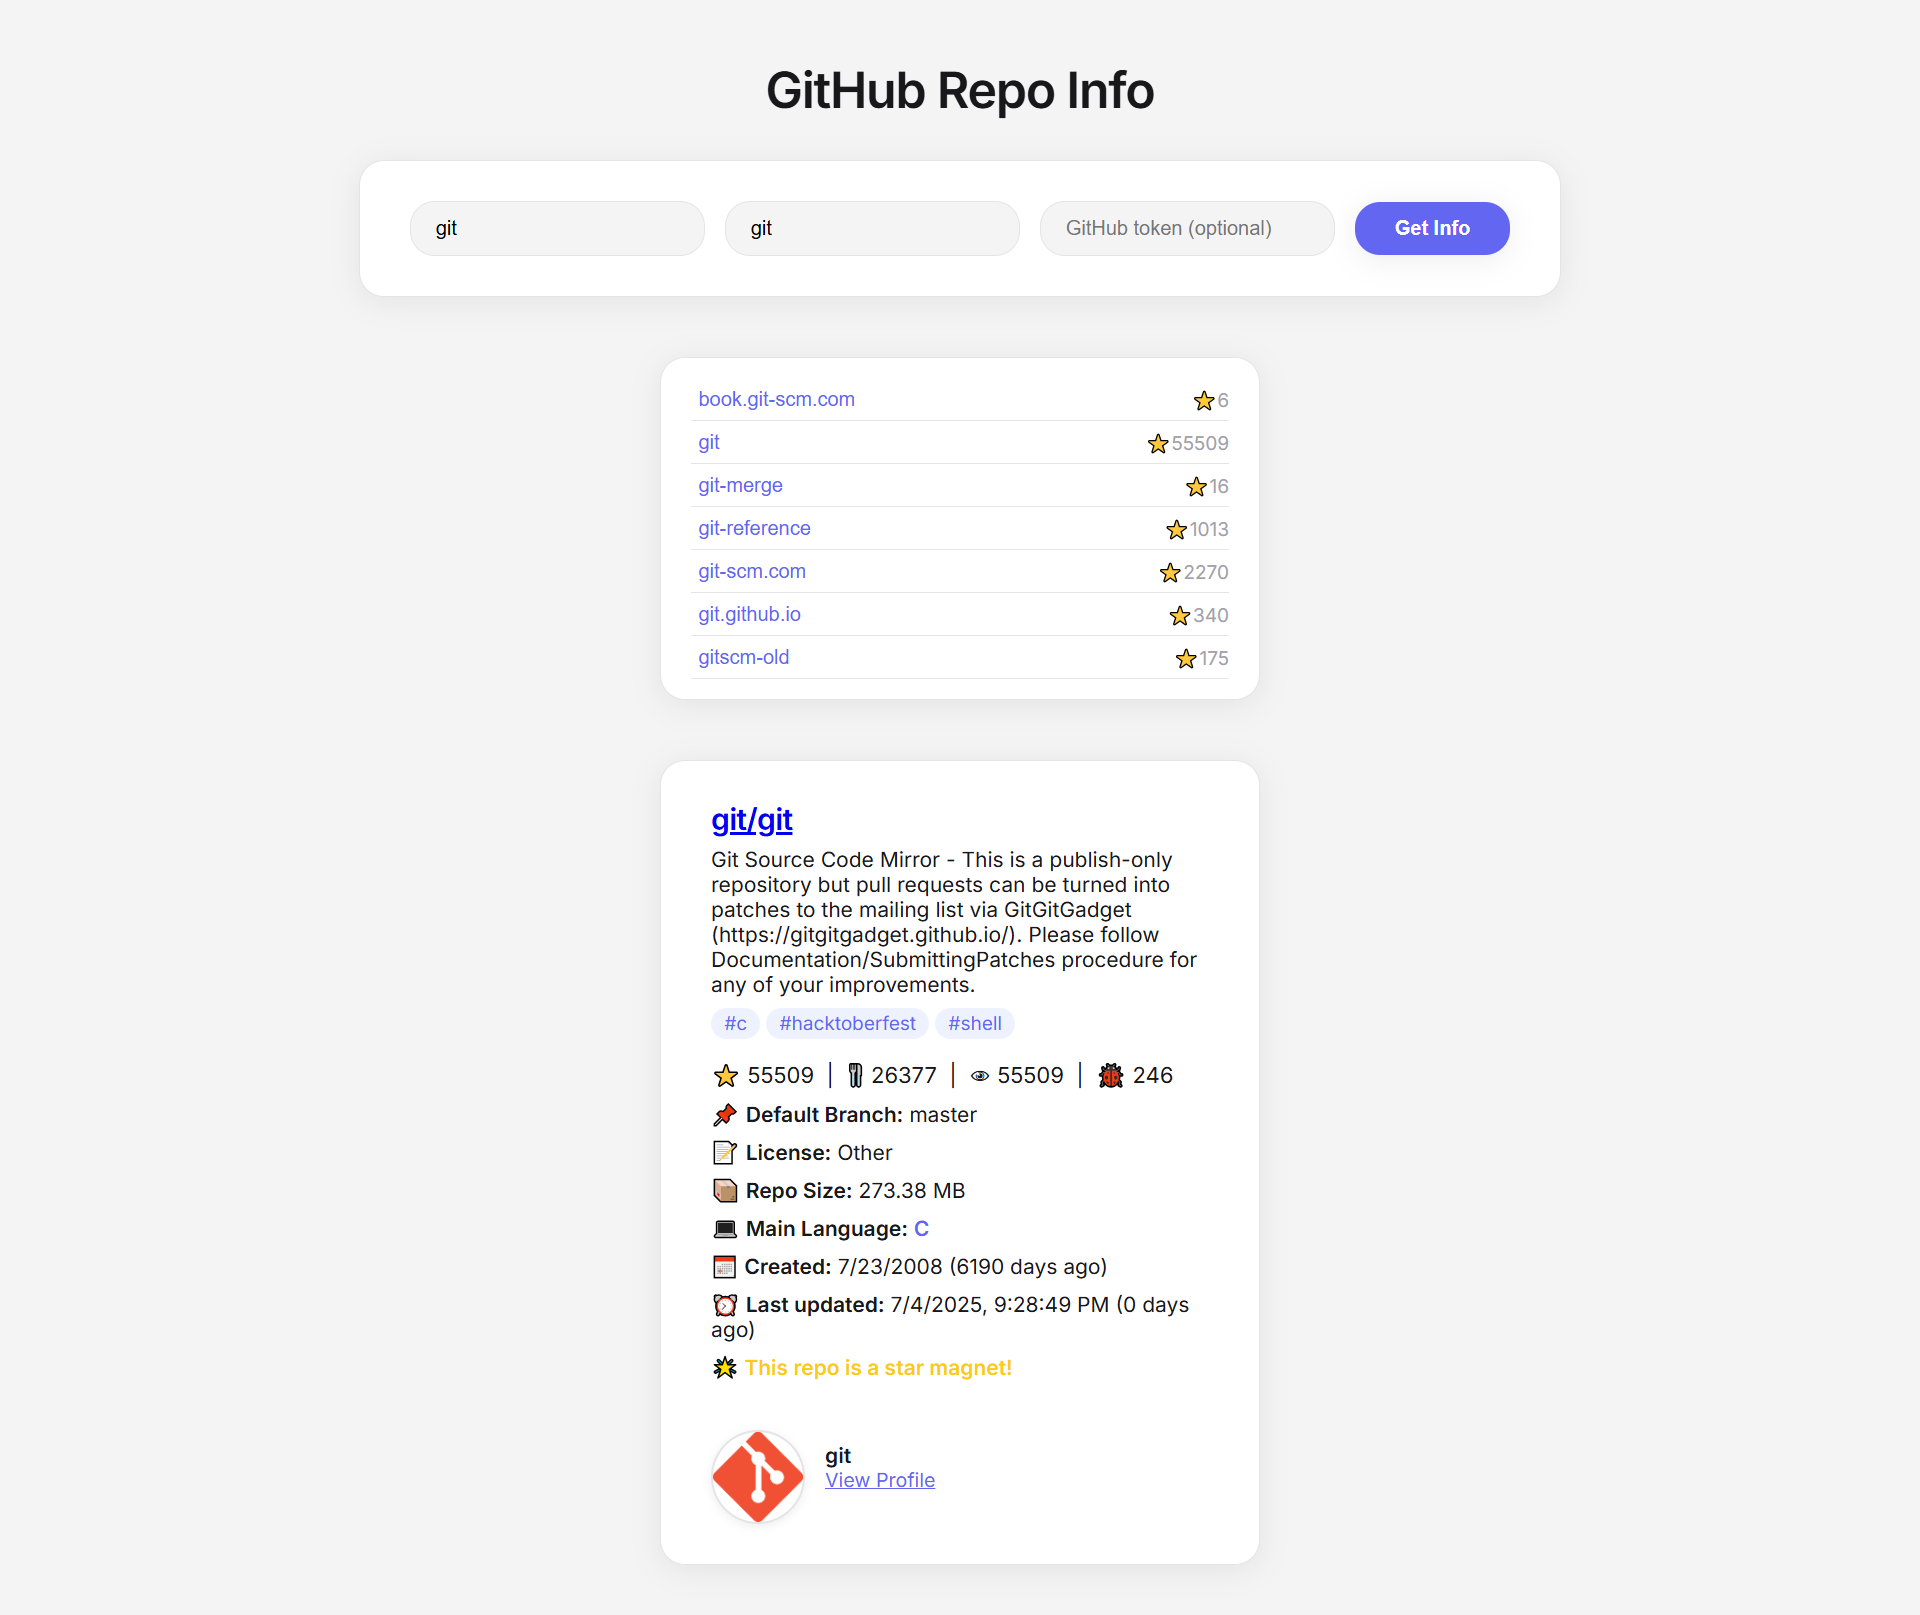 GitHub Repo Info
git
git
GitHub token (optional)
Get Info
book.git-scm.com ⭐6
git ⭐55509
git-merge ⭐16
git-reference ⭐1013
git-scm.com ⭐2270
git.github.io ⭐340
gitscm-old ⭐175
git/git
Git Source Code Mirror - This is a publish-only
repository but pull requests can be turned into
patches to the mailing list via GitGitGadget
(https://gitgitgadget.github.io/). Please follow
Documentation/SubmittingPatches procedure for
any of your improvements.
#c #hacktoberfest #shell
⭐ 55509 | 🍴 26377 | 👁 55509 | 🐞 246
📌 Default Branch: master
📝 License: Other
📦 Repo Size: 273.38 MB
💻 Main Language: C
📅 Created: 7/23/2008 (6190 days ago)
⏰ Last updated: 7/4/2025, 9:28:49 PM (0 days
ago)
🌟 This repo is a star magnet!
git
View Profile